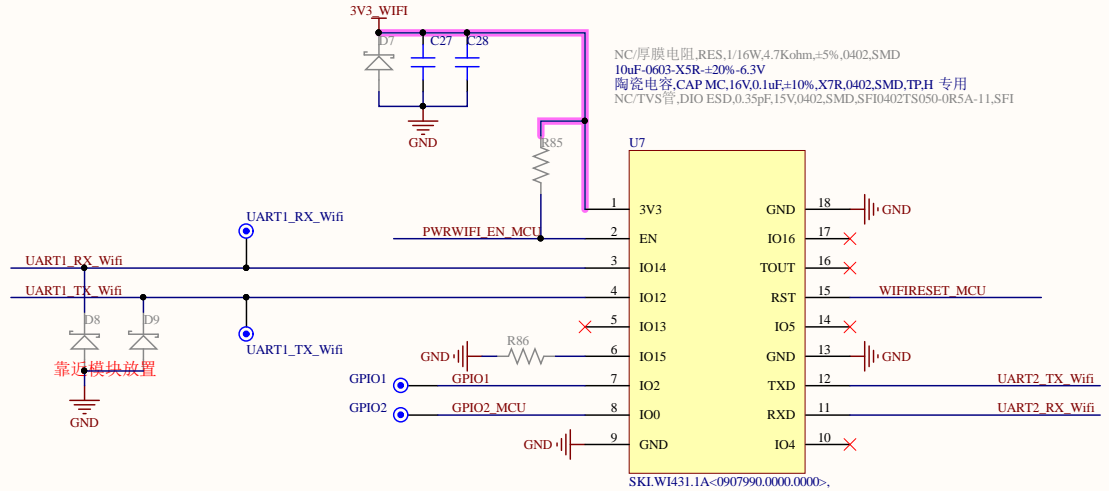 3V3_WIFI
D7
C27
C28
NC/厚膜电阻,RES,1/16W,4.7Kohm,±5%,0402,SMD
10uF-0603-X5R-±20%-6.3V
陶瓷电容,CAP MC,16V,0.1uF,±10%,X7R,0402,SMD,TP,H 专用
NC/TVS管,DIO ESD,0.35pF,15V,0402,SMD,SFI0402TS050-0R5A-11,SFI
GND
R85
U7
1 3V3
GND 18
GND
UART1_RX_Wifi
PWRWIFI_EN_MCU
2 EN
IO16 17
UART1_RX_Wifi
3 IO14
TOUT 16
UART1_TX_Wifi
4 IO12
RST 15
WIFIRESET_MCU
D8
D9
5 IO13
IO5 14
UART1_TX_Wifi
R86
GND
6 IO15
GND 13
GND
靠近模块放置
GPIO1
GPIO1
7 IO2
TXD 12
UART2_TX_Wifi
GPIO2
GPIO2_MCU
8 IO0
RXD 11
UART2_RX_Wifi
GND
GND
9 GND
IO4 10
SKI.WI431.1A<0907990.0000.0000>,